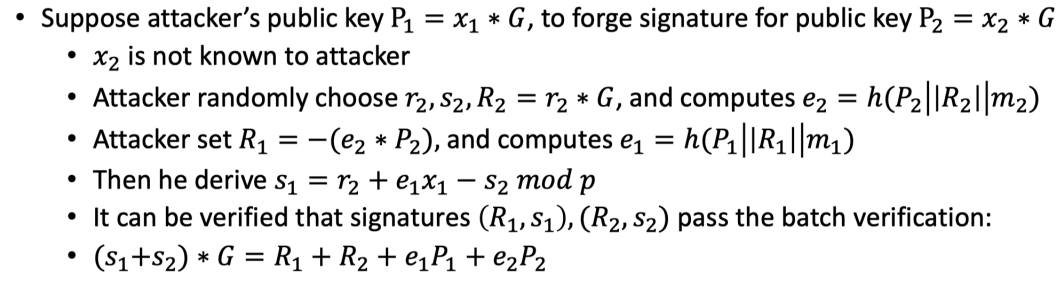 • Suppose attacker's public key P₁ = x₁ * G, to forge signature for public key P₂ = x₂ * G
• x₂ is not known to attacker
• Attacker randomly choose r₂, s₂, R₂ = r₂ * G, and computes e₂ = h(P₂||R₂||m₂)
• Attacker set R₁ = −(e₂ * P₂), and computes e₁ = h(P₁||R₁||m₁)
• Then he derive s₁ = r₂ + e₁x₁ − s₂ mod p
• It can be verified that signatures (R₁, s₁), (R₂, s₂) pass the batch verification:
• (s₁+s₂) * G = R₁ + R₂ + e₁P₁ + e₂P₂